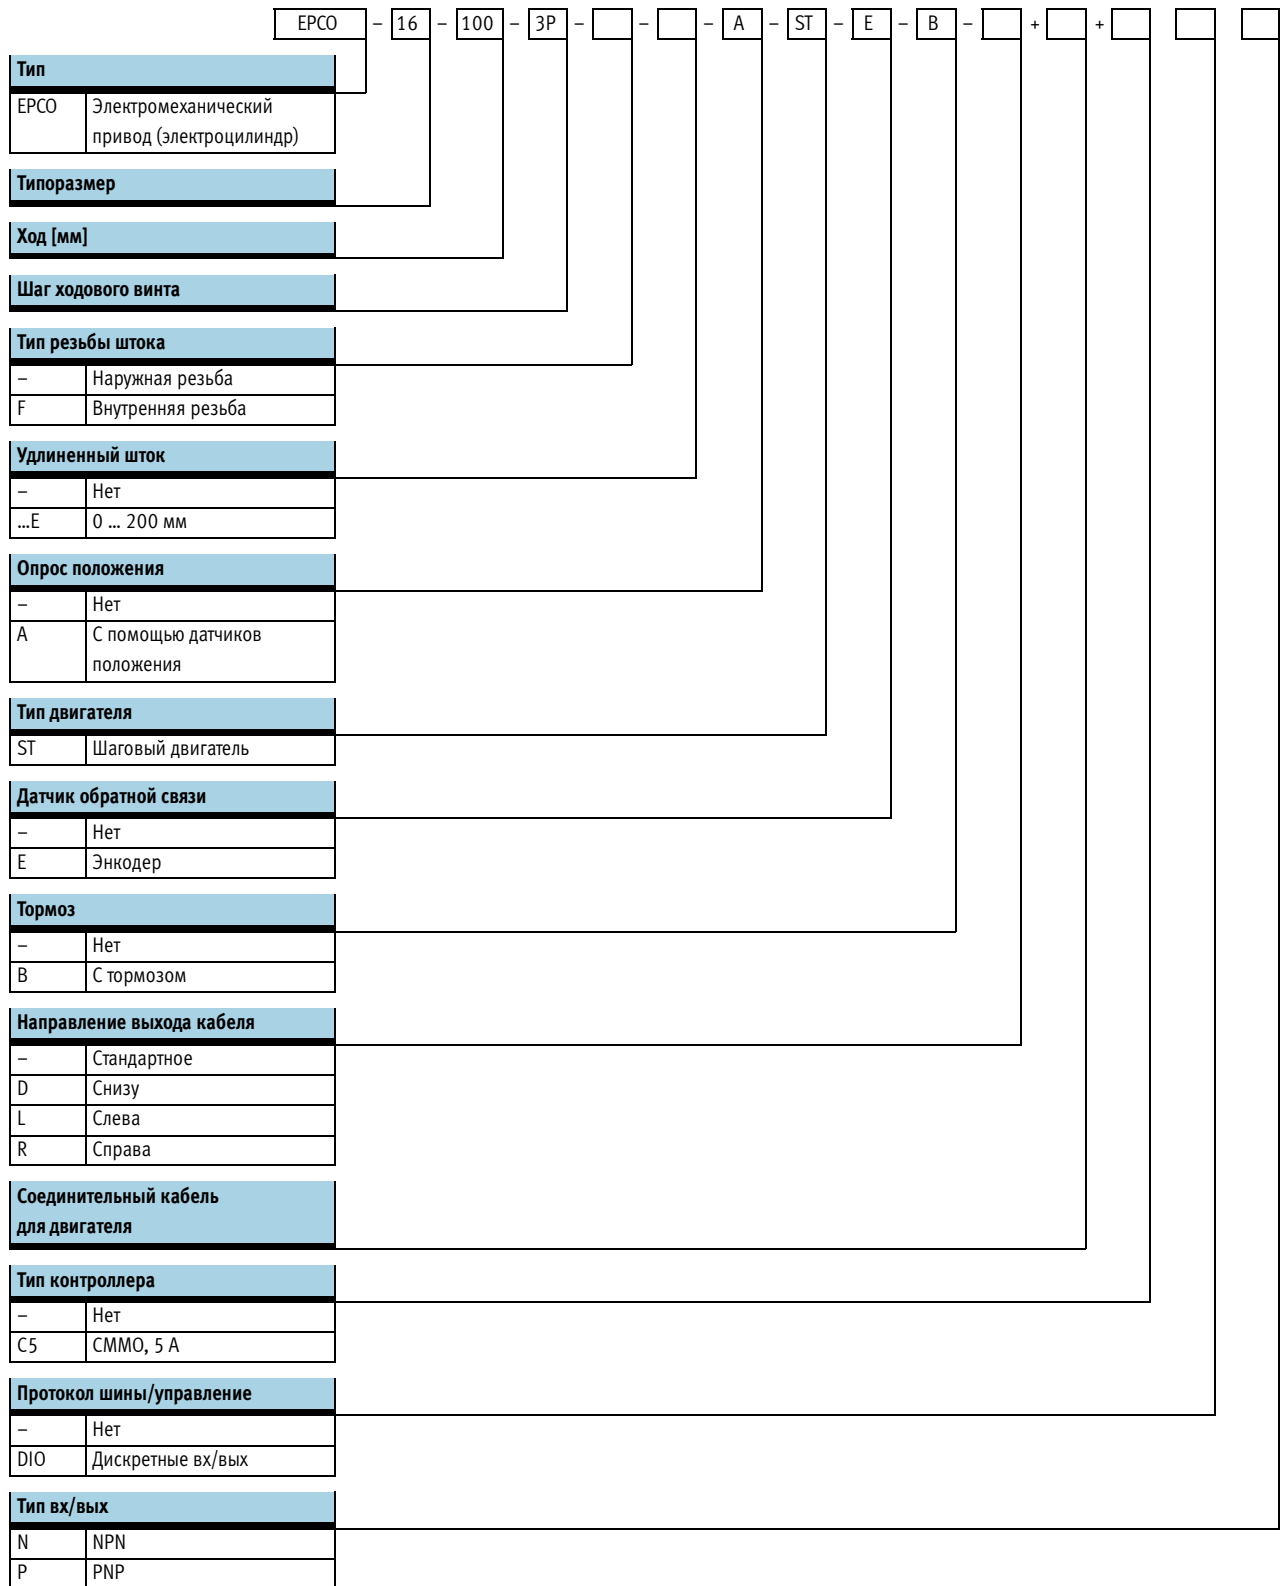 EPCO – 16 – 100 – 3P – – – A – ST – E – B – + +
Тип
EPCO Электромеханический
привод (электроцилиндр)
Типоразмер
Ход [мм]
Шаг ходового винта
Тип резьбы штока
– Наружная резьба
F Внутренняя резьба
Удлиненный шток
– Нет
...E 0 ... 200 мм
Опрос положения
– Нет
A С помощью датчиков
положения
Тип двигателя
ST Шаговый двигатель
Датчик обратной связи
– Нет
E Энкодер
Тормоз
– Нет
B С тормозом
Направление выхода кабеля
– Стандартное
D Снизу
L Слева
R Справа
Соединительный кабель
для двигателя
Тип контроллера
– Нет
C5 CMMO, 5 A
Протокол шины/управление
– Нет
DIO Дискретные вх/вых
Тип вх/вых
N NPN
P PNP